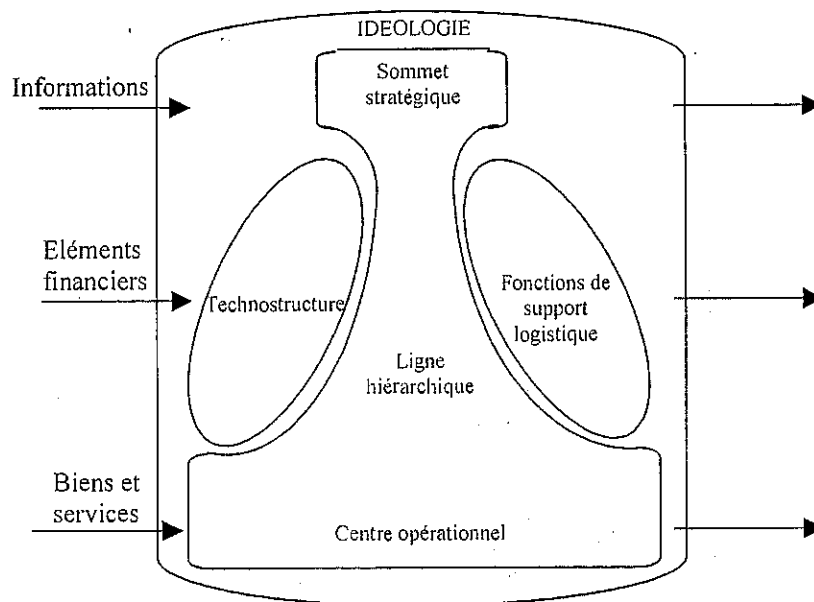 IDEOLOGIE
Sommet
stratégique
Informations
Eléments
financiers
Technostructure
Fonctions de
support
logistique
Ligne
hiérarchique
Biens et
services
Centre opérationnel